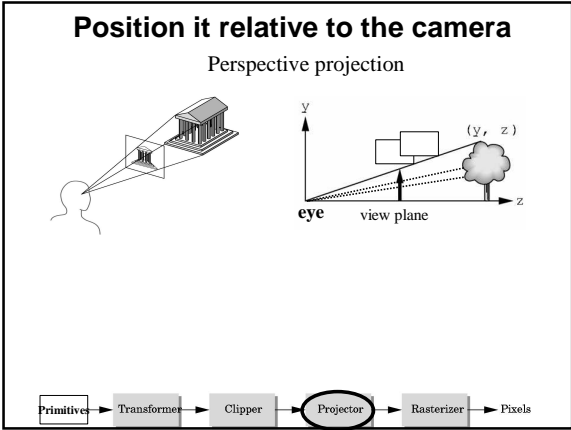 Position it relative to the camera
Perspective projection
y
(y, z)
z
eye
view plane
Primitives Transformer Clipper Projector Rasterizer Pixels